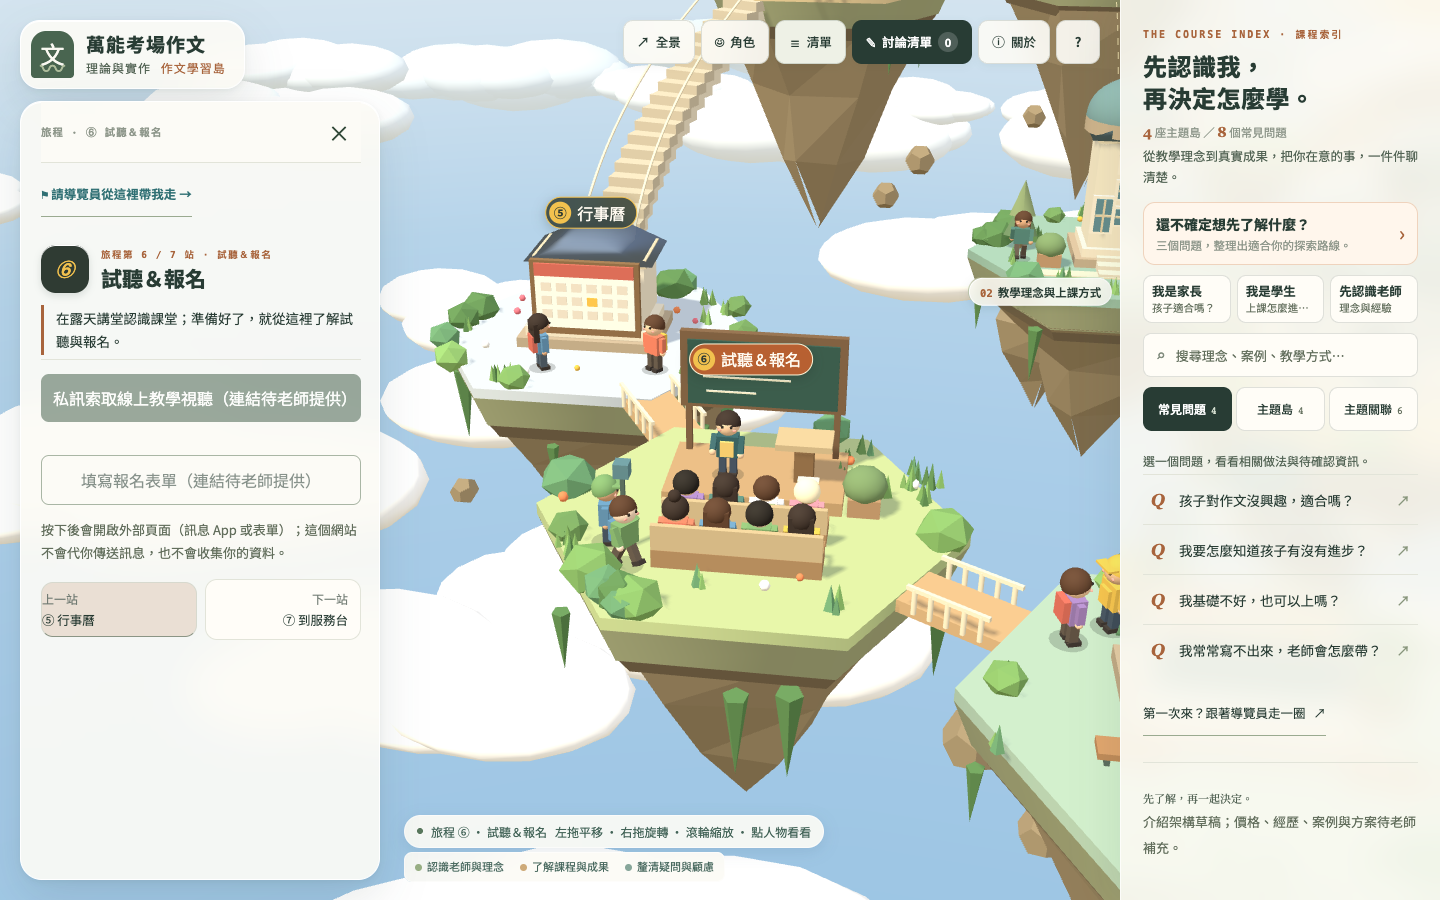 文
萬能考場作文
理論與實作 作文學習島
↗ 全景
角色
≡ 清單
✎ 討論清單 0
ⓘ 關於
?
旅程 · ⑥ 試聽&報名
請導覽員從這裡帶我走 →
⑥
旅程第 6 / 7 站 · 試聽&報名
試聽&報名
在露天講堂認識課堂；準備好了，就從這裡了解試
聽與報名。
私訊索取線上教學視聽（連結待老師提供）
填寫報名表單（連結待老師提供）
按下後會開啟外部頁面（訊息 App 或表單）；這個網站
不會代你傳送訊息，也不會收集你的資料。
上一站
⑤ 行事曆
下一站
⑦ 到服務台
⑤ 行事曆
⑥ 試聽&報名
02 教學理念與上課方式
旅程 ⑥ · 試聽&報名 左拖平移 · 右拖旋轉 · 滾輪縮放 · 點人物看看
認識老師與理念
了解課程與成果
釐清疑問與顧慮
THE COURSE INDEX · 課程索引
先認識我，
再決定怎麼學。
4 座主題島 ／ 8 個常見問題
從教學理念到真實成果，把你在意的事，一件件聊
清楚。
還不確定想先了解什麼？
三個問題，整理出適合你的探索路線。
›
我是家長
孩子適合嗎？
我是學生
上課怎麼進…
先認識老師
理念與經驗
搜尋理念、案例、教學方式…
常見問題 4
主題島 4
主題關聯 6
選一個問題，看看相關做法與待確認資訊。
Q 孩子對作文沒興趣，適合嗎？ ↗
Q 我要怎麼知道孩子有沒有進步？ ↗
Q 我基礎不好，也可以上嗎？ ↗
Q 我常常寫不出來，老師會怎麼帶？ ↗
第一次來？跟著導覽員走一圈 ↗
先了解，再一起決定。
介紹架構草稿；價格、經歷、案例與方案待老師
補充。